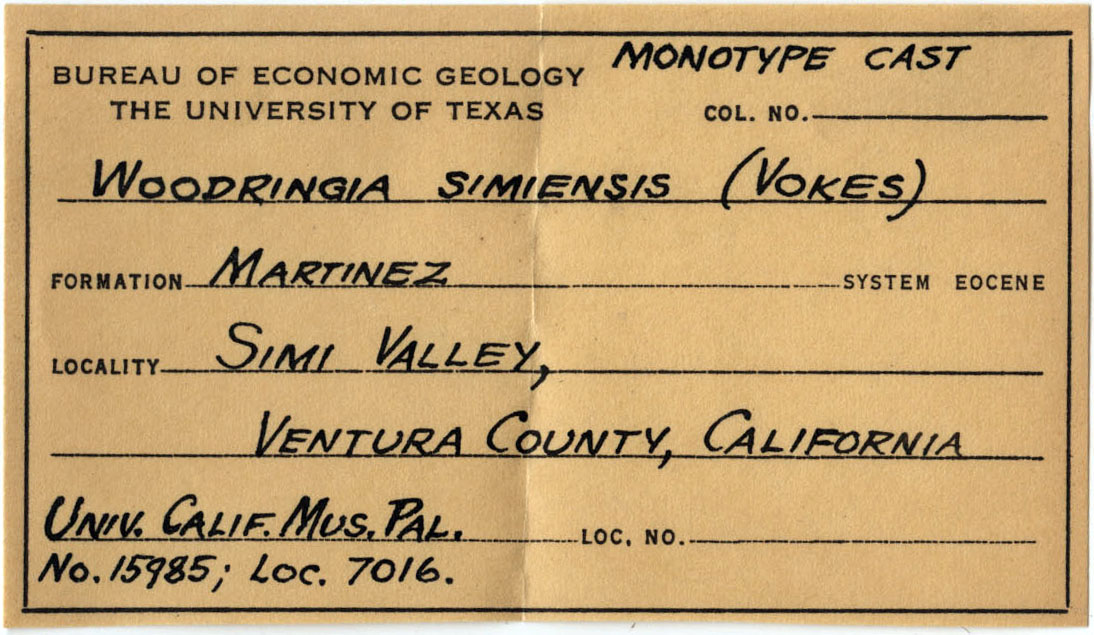 MONOTYPE CAST
BUREAU OF ECONOMIC GEOLOGY
THE UNIVERSITY OF TEXAS
COL. NO.
WOODRINGIA SIMIENSIS (VOKES)
FORMATION MARTINEZ SYSTEM EOCENE
LOCALITY SIMI VALLEY,
VENTURA COUNTY, CALIFORNIA
UNIV. CALIF. MUS. PAL. LOC. NO.
No. 15985; LOC. 7016.